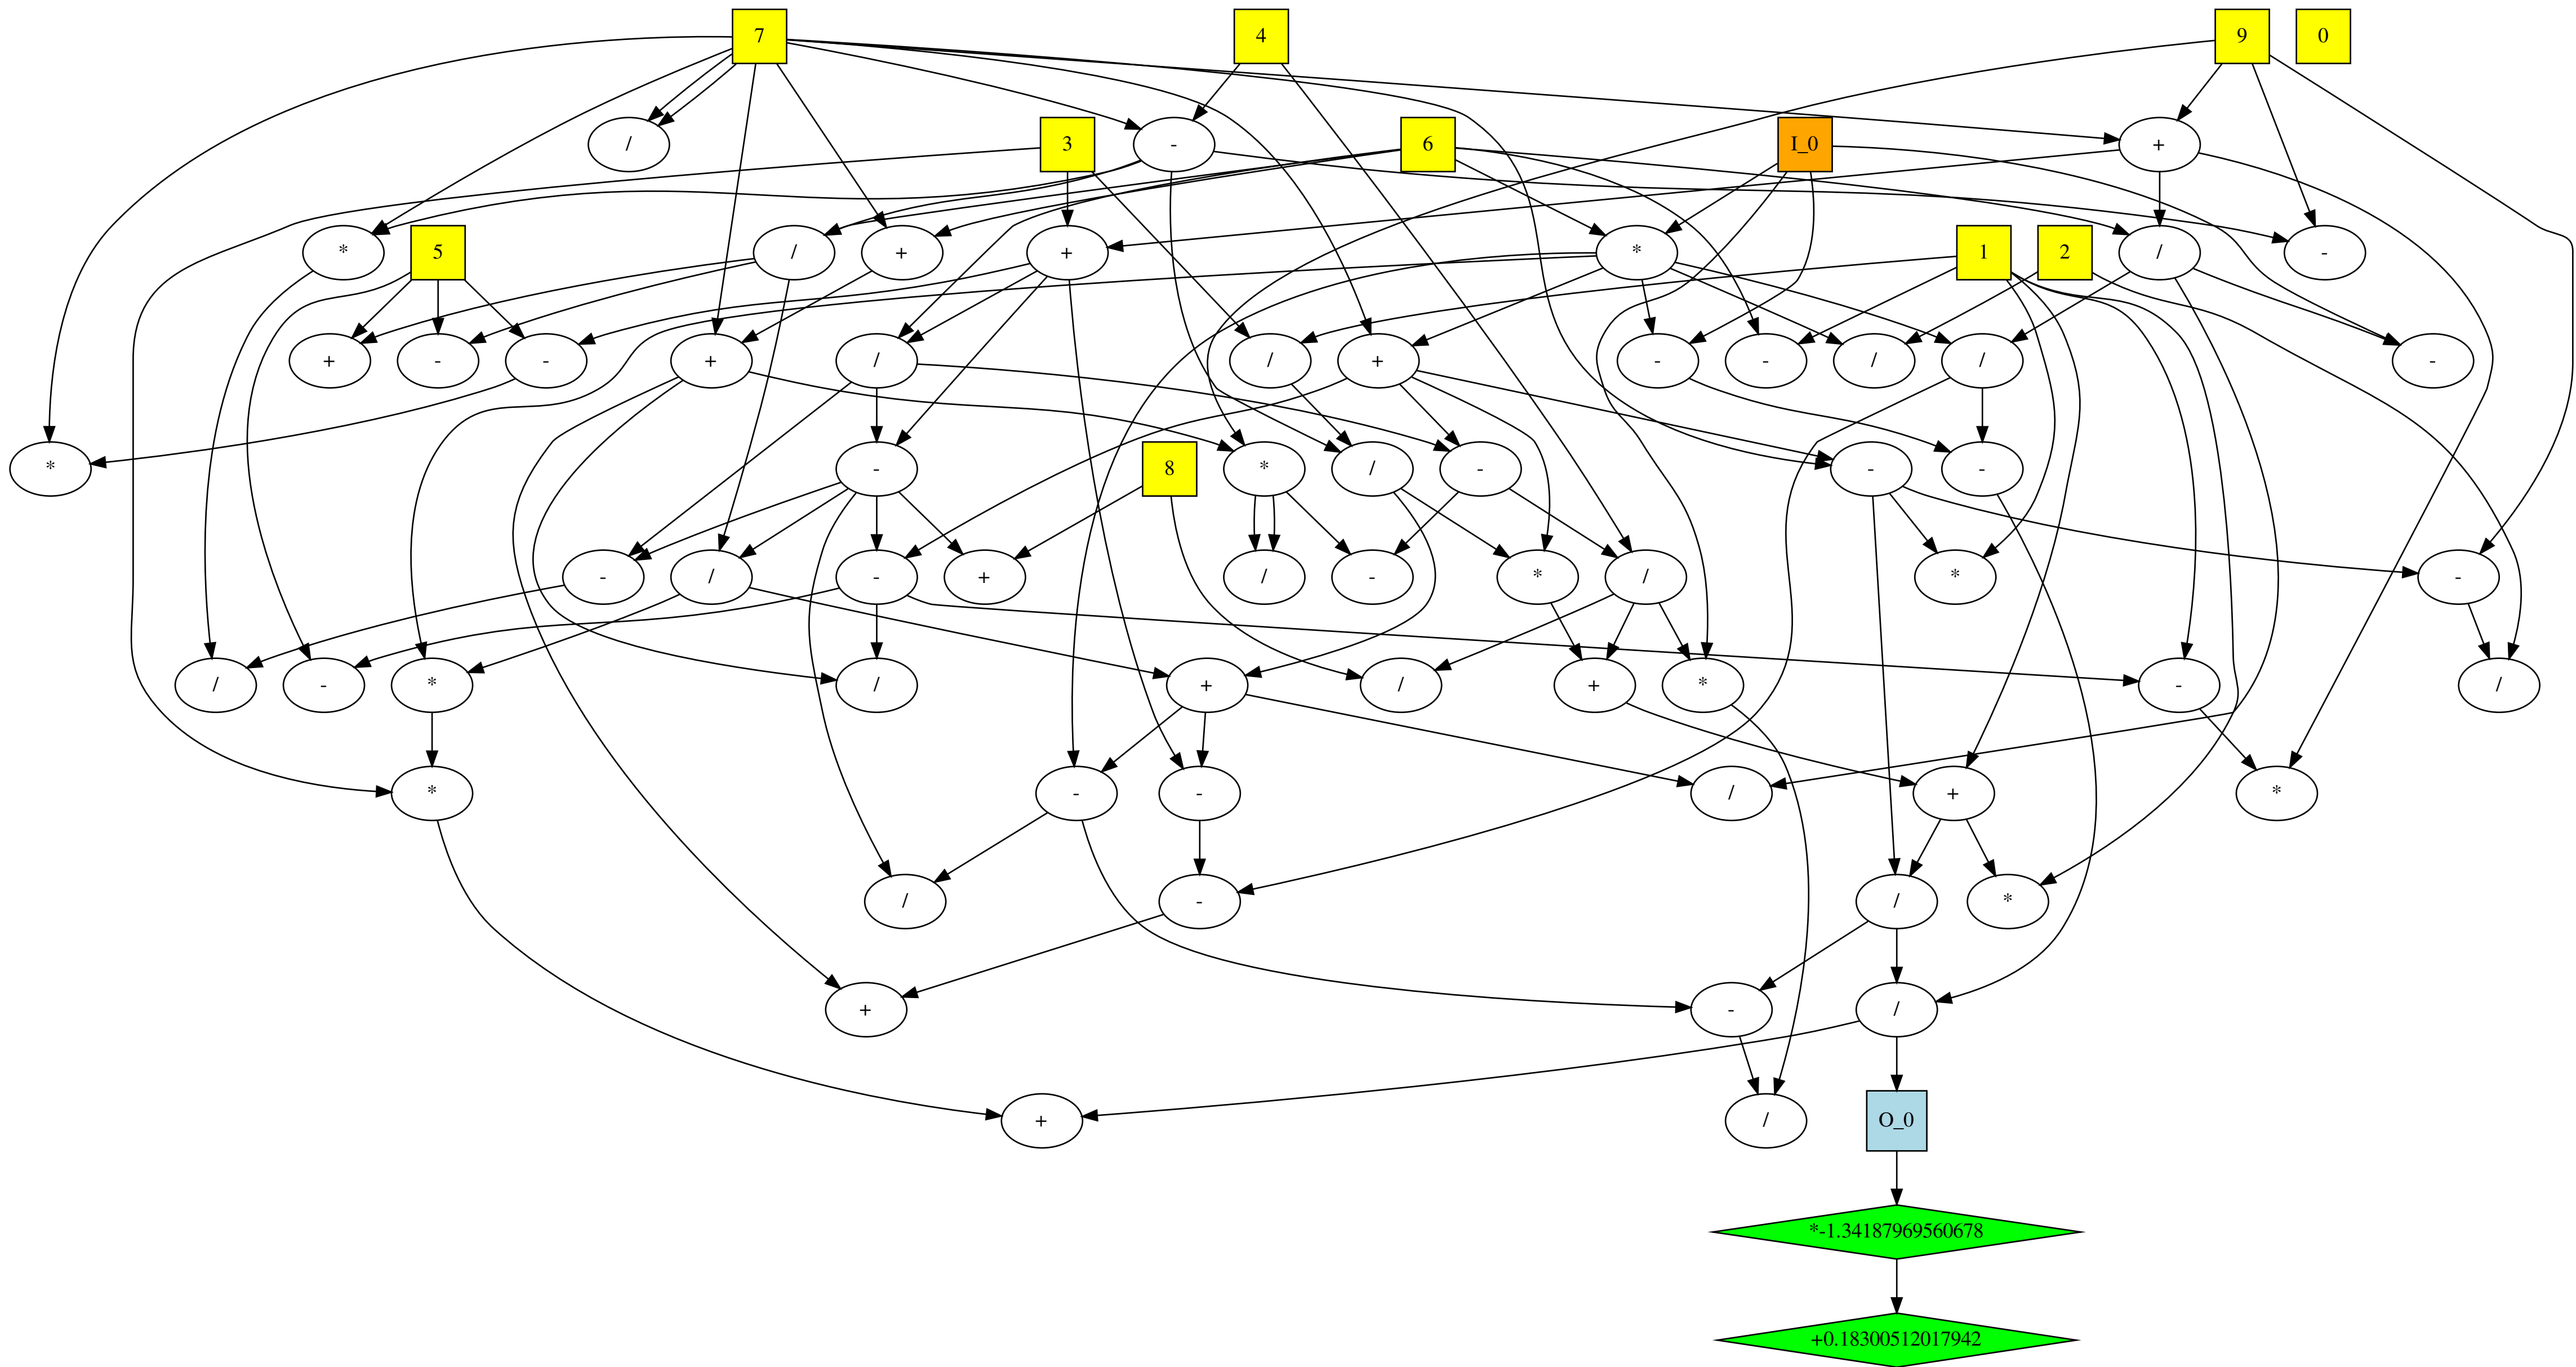 7 4 9 0
/ - 3 6 I_0 +
* 5 / + + * 1 2 / -
+ - - + / / + - - / / -
* - * 8 / - - -
- / - + / - * / * -
/ - * / + / + * - /
* - - / + *
/ - / *
+ - /
+ / O_0
*-1.34187969560678
+0.18300512017942